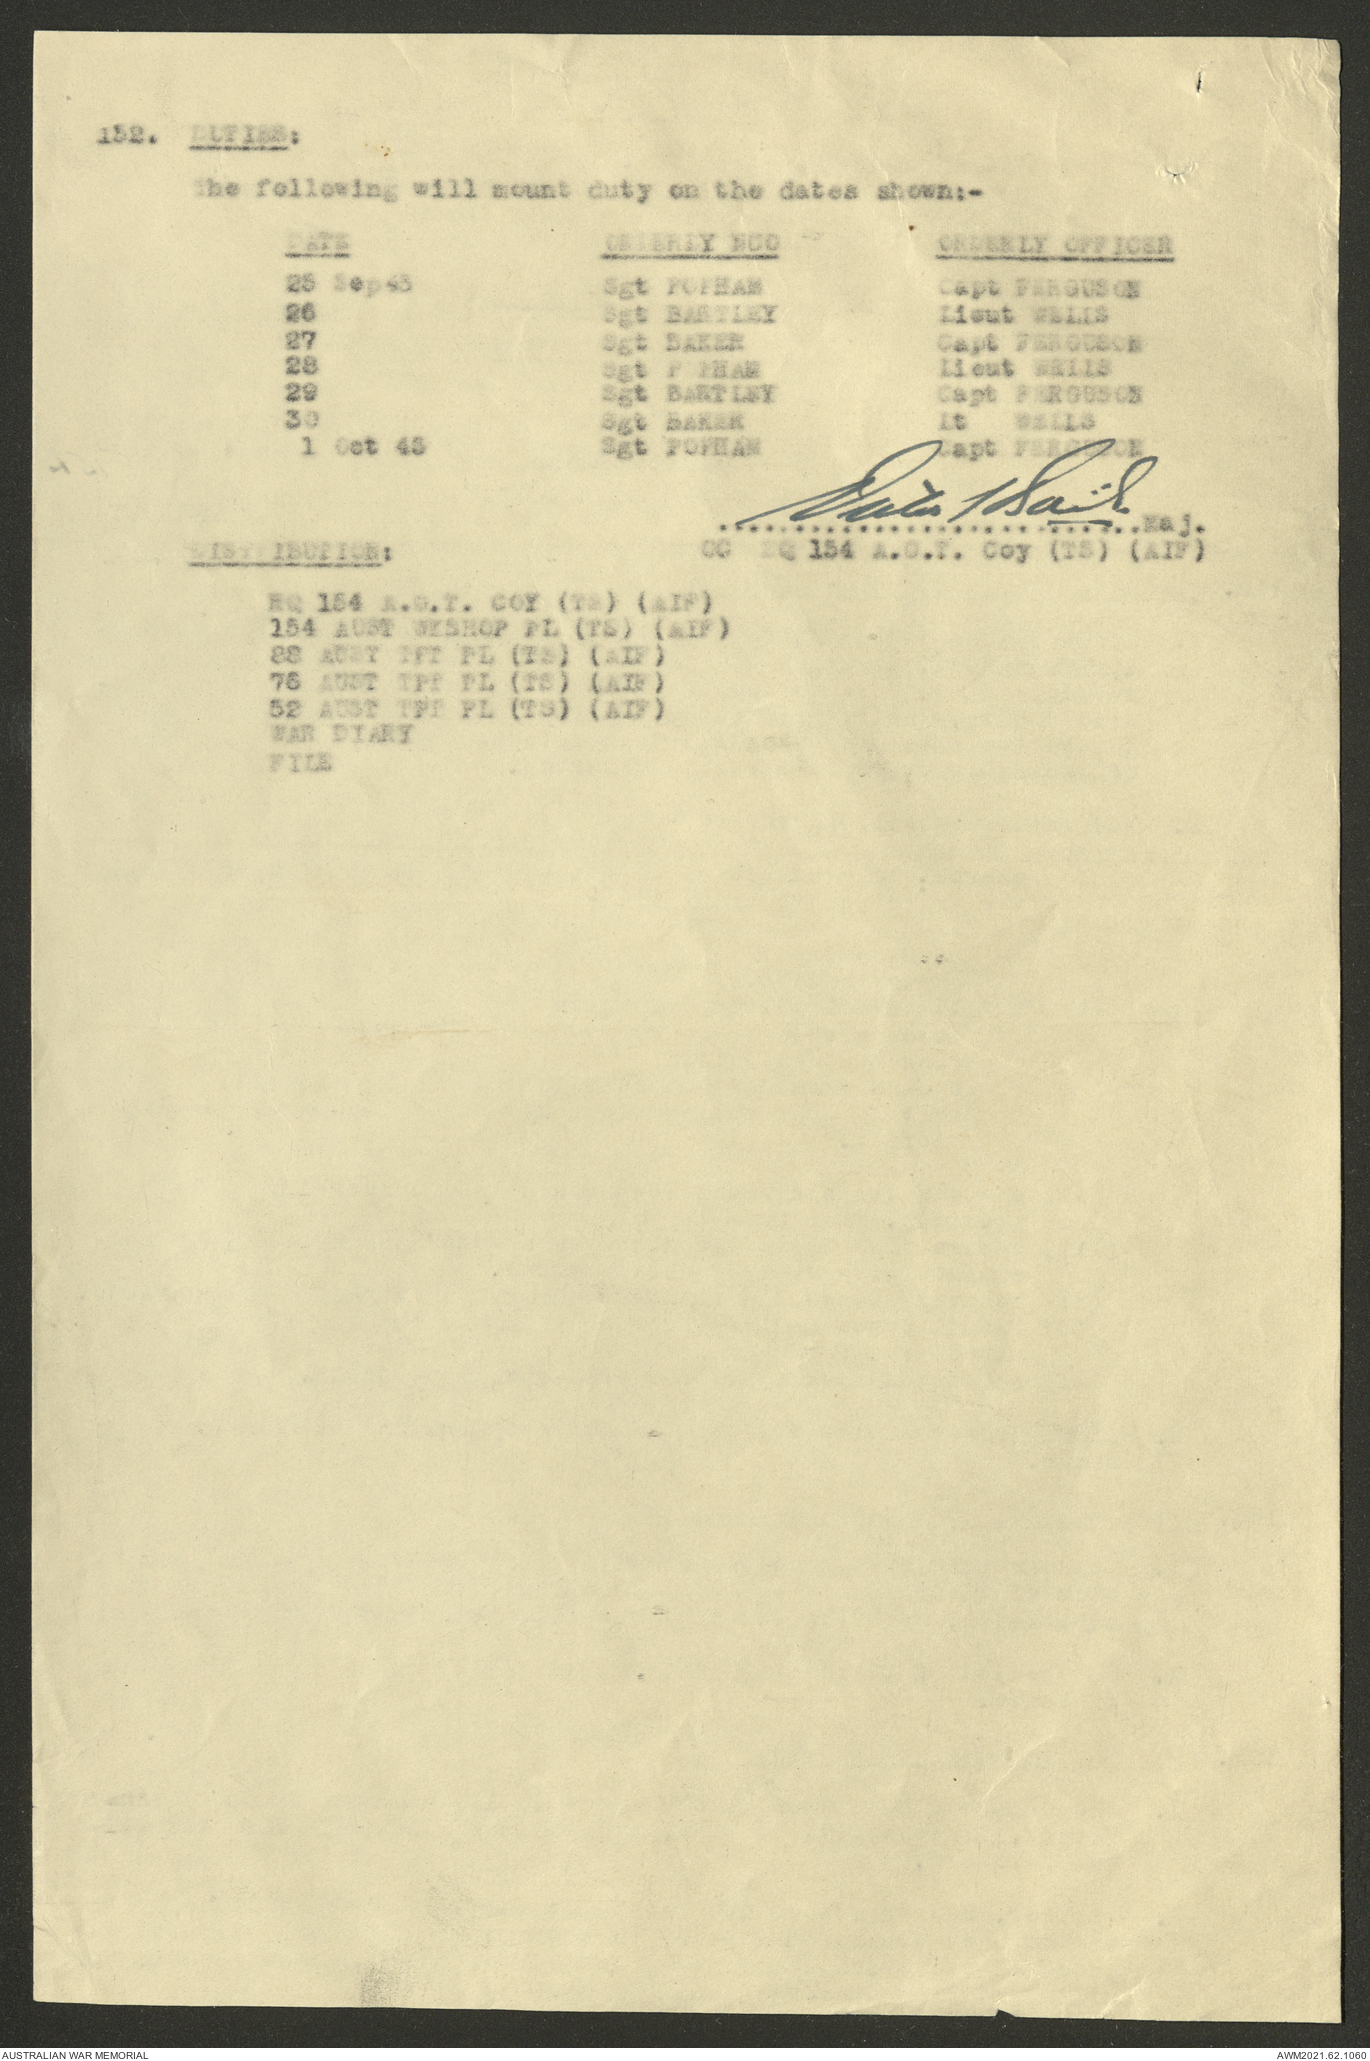 152. DUTIES:
The following will mount duty on the dates shown:-
DATE ORDERLY NCO ORDERLY OFFICER
25 Sep45 Sgt POPHAM Capt FERGUSON
26 Sgt BARTLEY Lieut WELLS
27 Sgt BAKER Capt FERGUSON
28 Sgt POPHAM Lieut WELLS
29 Sgt BARTLEY Capt FERGUSON
30 Sgt BAKER Lt WELLS
1 Oct 45 Sgt POPHAM Capt FERGUSON
................................Maj.
OC HQ 154 A.G.T. Coy (TS) (AIF)
DISTRIBUTION:
HQ 154 A.G.T. COY (TS) (AIF)
154 AUST WKSHOP PL (TS) (AIF)
88 AUST TPT PL (TS) (AIF)
76 AUST TPT PL (TS) (AIF)
52 AUST TPT PL (TS) (AIF)
WAR DIARY
FILE
AUSTRALIAN WAR MEMORIAL
AWM2021.62.1060